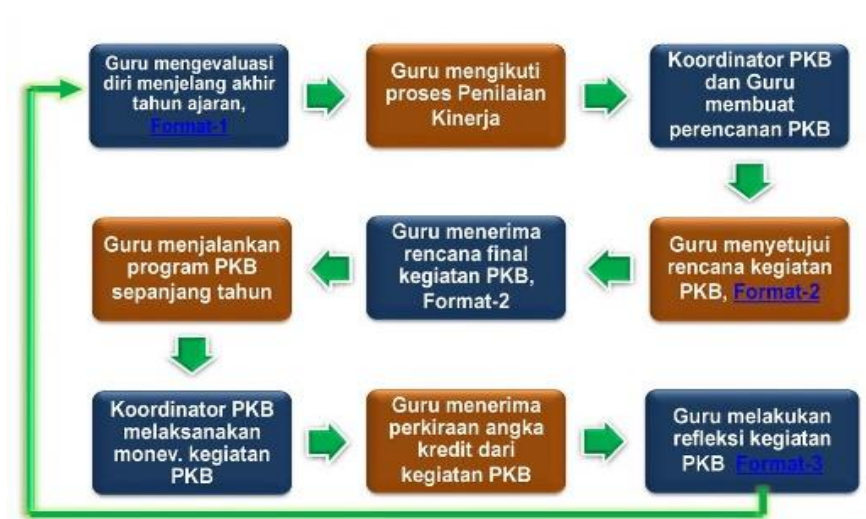 Guru mengevaluasi
diri menjelang akhir
tahun ajaran,
Format-1
Guru mengikuti
proses Penilaian
Kinerja
Koordinator PKB
dan Guru
membuat
perencanan PKB
Guru menyetujui
rencana kegiatan
PKB, Format-2
Guru menerima
rencana final
kegiatan PKB,
Format-2
Guru menjalankan
program PKB
sepanjang tahun
Koordinator PKB
melaksanakan
monev. kegiatan
PKB
Guru menerima
perkiraan angka
kredit dari
kegiatan PKB
Guru melakukan
refleksi kegiatan
PKB Format-3